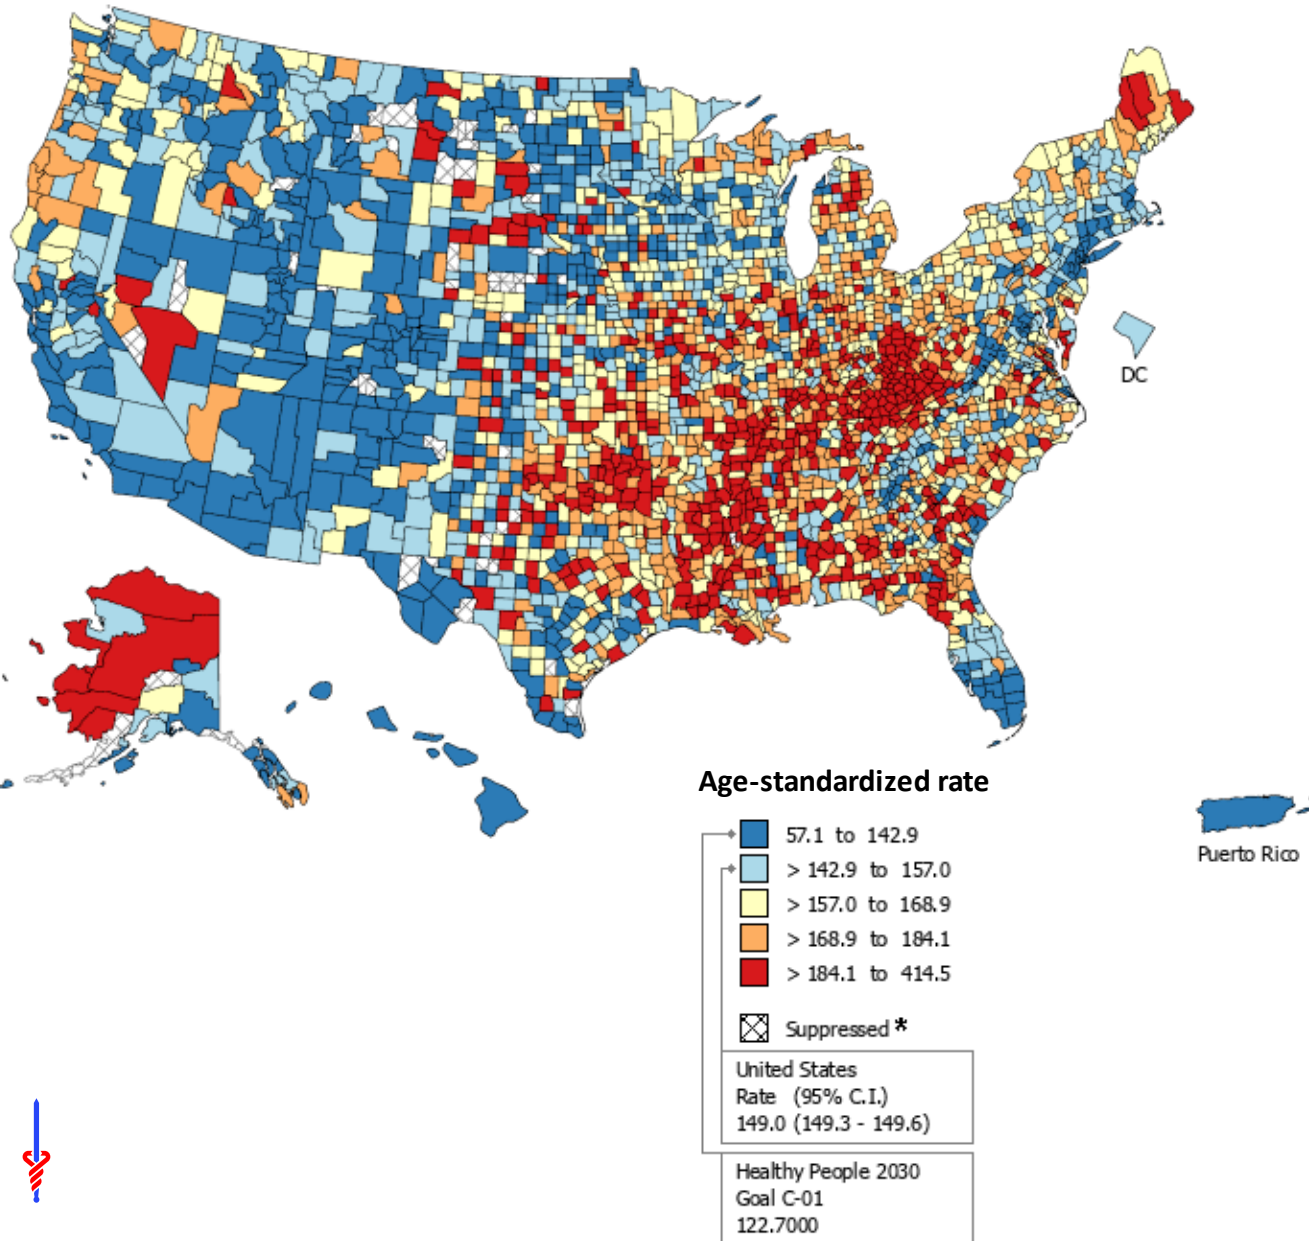 DC
Age-standardized rate
57.1 to 142.9
> 142.9 to 157.0
> 157.0 to 168.9
> 168.9 to 184.1
> 184.1 to 414.5
Suppressed *
United States
Rate (95% C.I.)
149.0 (149.3 - 149.6)
Healthy People 2030
Goal C-01
122.7000
Puerto Rico